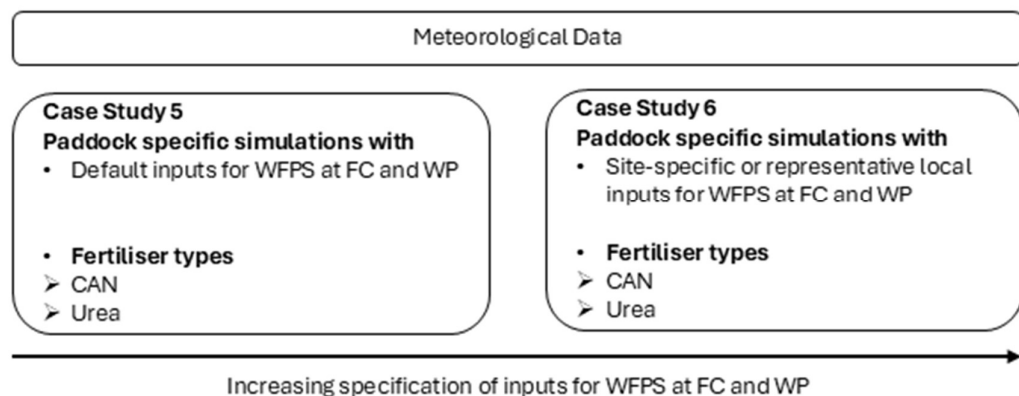 Meteorological Data
Case Study 5
Paddock specific simulations with
• Default inputs for WFPS at FC and WP
• Fertiliser types
➢ CAN
➢ Urea
Case Study 6
Paddock specific simulations with
• Site-specific or representative local
inputs for WFPS at FC and WP
• Fertiliser types
➢ CAN
➢ Urea
Increasing specification of inputs for WFPS at FC and WP